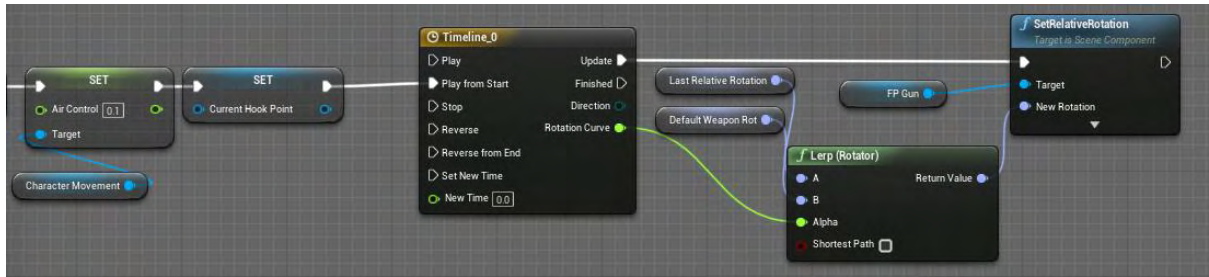 SET
Air Control 0.1
Target
Character Movement
SET
Current Hook Point
Timeline_0
Play
Update
Play from Start
Finished
Stop
Direction
Reverse
Rotation Curve
Reverse from End
Set New Time
New Time 0.0
Last Relative Rotation
Default Weapon Rot
f Lerp (Rotator)
A
Return Value
B
Alpha
Shortest Path
FP Gun
f SetRelativeRotation
Target is Scene Component
Target
New Rotation